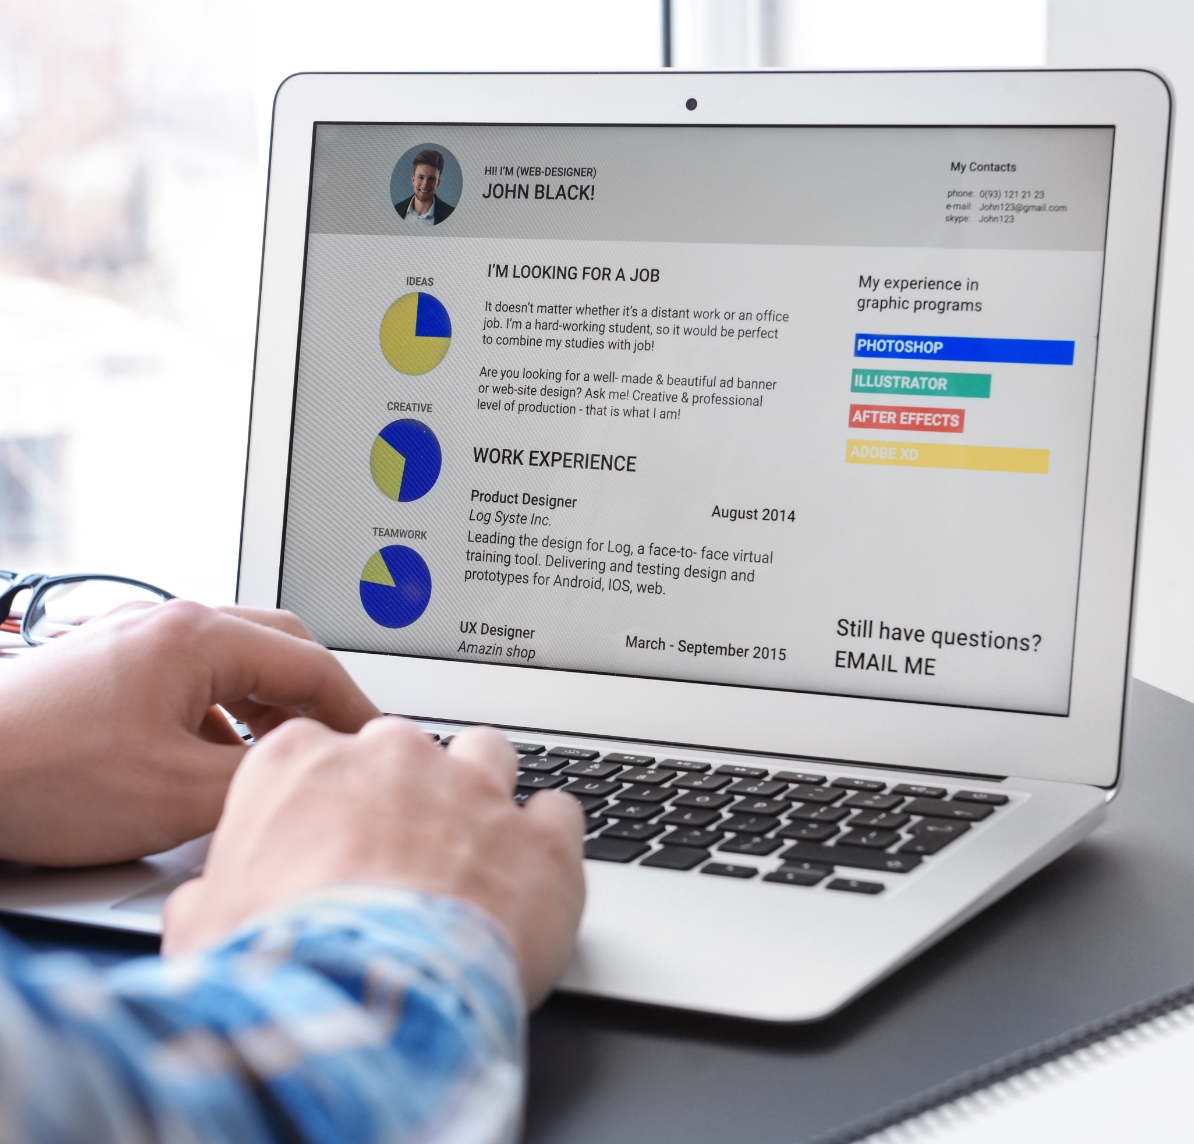 HI! I'M (WEB-DESIGNER)
JOHN BLACK!
My Contacts
phone: 0(93) 121 21 23
e-mail: John123@gmail.com
skype: John123
IDEAS
CREATIVE
TEAMWORK
I'M LOOKING FOR A JOB
It doesn't matter whether it's a distant work or an office
job. I'm a hard-working student, so it would be perfect
to combine my studies with job!
Are you looking for a well- made & beautiful ad banner
or web-site design? Ask me! Creative & professional
level of production - that is what I am!
WORK EXPERIENCE
Product Designer
Log Syste Inc.
August 2014
Leading the design for Log, a face-to- face virtual
training tool. Delivering and testing design and
prototypes for Android, IOS, web.
UX Designer
Amazin shop
March - September 2015
My experience in
graphic programs
PHOTOSHOP
ILLUSTRATOR
AFTER EFFECTS
ADOBE XD
Still have questions?
EMAIL ME